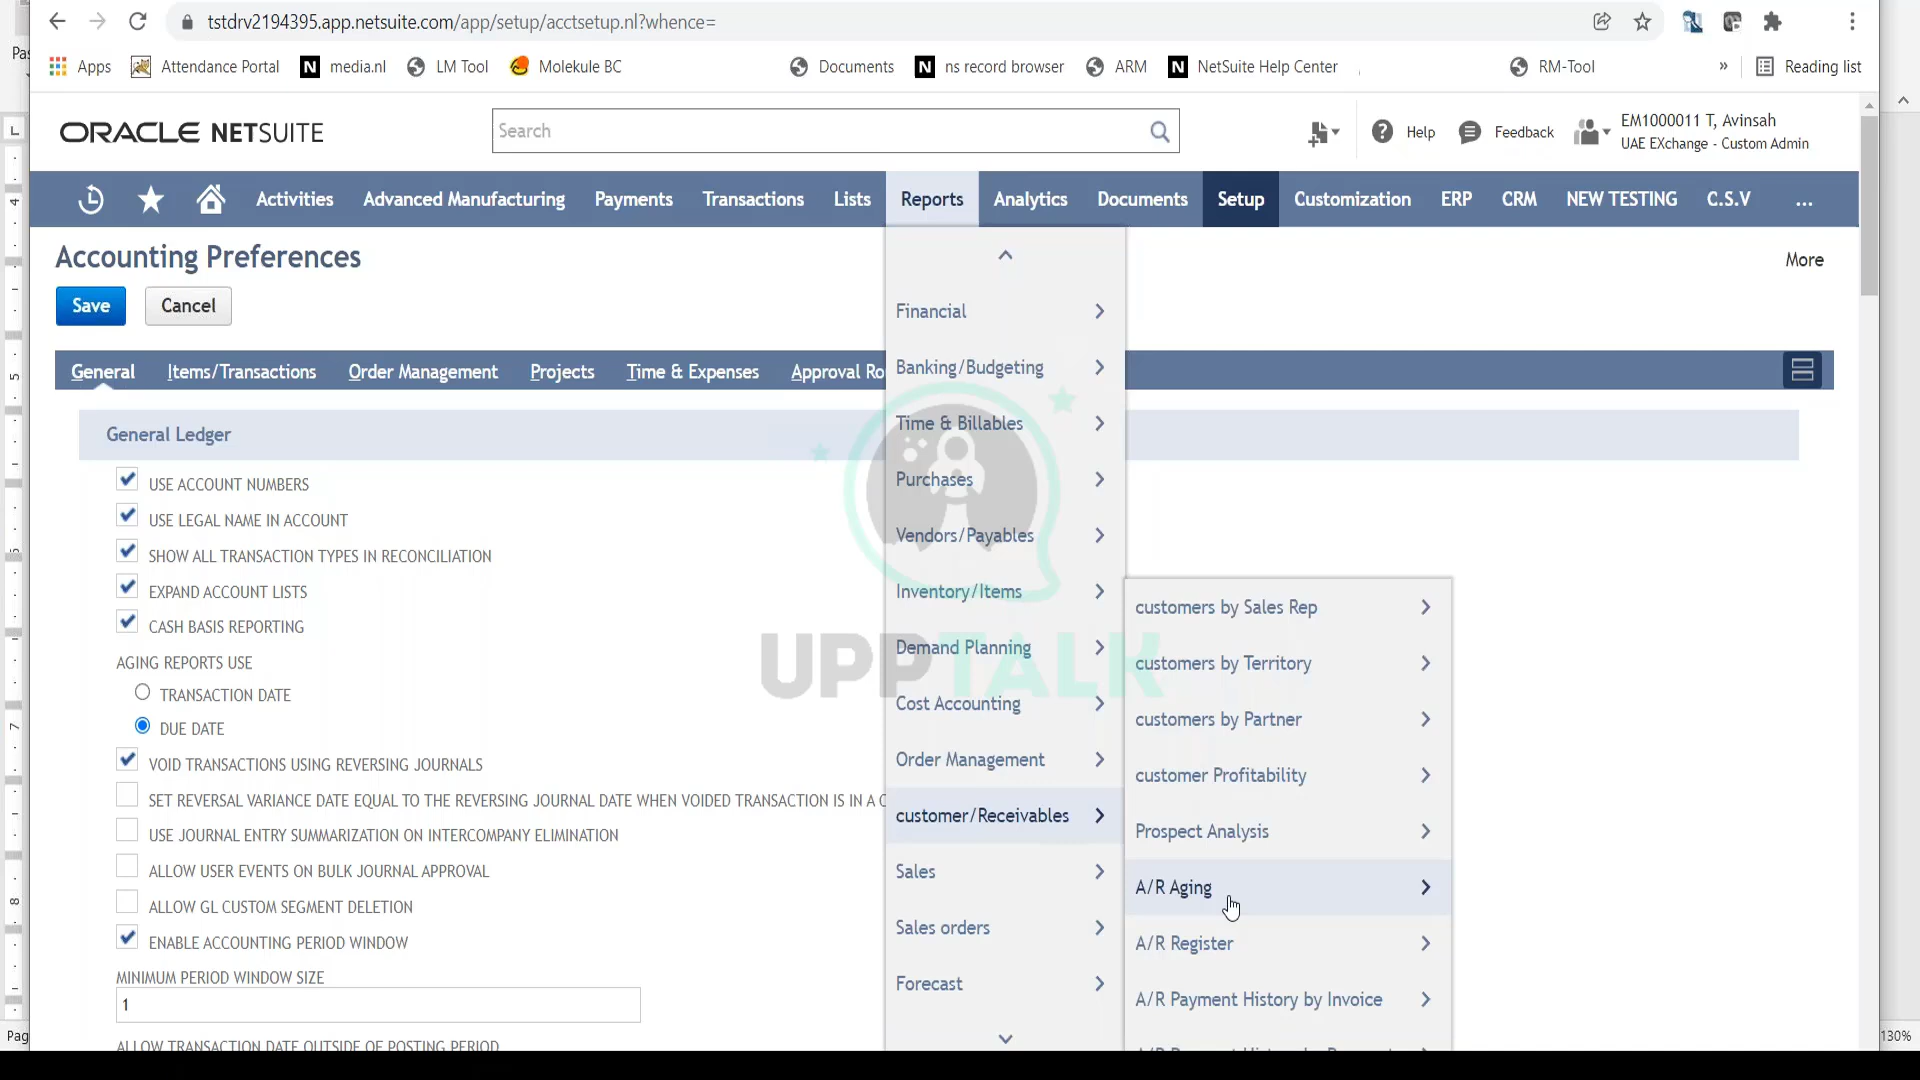 tstdrv2194395.app.netsuite.com/app/setup/acctsetup.nl?whence=
Apps Attendance Portal media.nl LM Tool Molekule BC Documents ns record browser ARM NetSuite Help Center RM-Tool » Reading list
ORACLE NETSUITE
Search
Help
Feedback
EM1000011 T, Avinsah
UAE EXchange - Custom Admin
Activities Advanced Manufacturing Payments Transactions Lists Reports Analytics Documents Setup Customization ERP CRM NEW TESTING C.S.V ...
Accounting Preferences
More
Save Cancel
General Items/Transactions Order Management Projects Time & Expenses Approval Ro
General Ledger
USE ACCOUNT NUMBERS
USE LEGAL NAME IN ACCOUNT
SHOW ALL TRANSACTION TYPES IN RECONCILIATION
EXPAND ACCOUNT LISTS
CASH BASIS REPORTING
AGING REPORTS USE
TRANSACTION DATE
DUE DATE
VOID TRANSACTIONS USING REVERSING JOURNALS
SET REVERSAL VARIANCE DATE EQUAL TO THE REVERSING JOURNAL DATE WHEN VOIDED TRANSACTION IS IN A C
USE JOURNAL ENTRY SUMMARIZATION ON INTERCOMPANY ELIMINATION
ALLOW USER EVENTS ON BULK JOURNAL APPROVAL
ALLOW GL CUSTOM SEGMENT DELETION
ENABLE ACCOUNTING PERIOD WINDOW
MINIMUM PERIOD WINDOW SIZE
1
ALLOW TRANSACTION DATE OUTSIDE OF POSTING PERIOD
Financial
Banking/Budgeting
Time & Billables
Purchases
Vendors/Payables
Inventory/Items
Demand Planning
Cost Accounting
Order Management
customer/Receivables
Sales
Sales orders
Forecast
customers by Sales Rep
customers by Territory
customers by Partner
customer Profitability
Prospect Analysis
A/R Aging
A/R Register
A/R Payment History by Invoice
UPPTALK
Pas
L
4
5
7
8
Pag
130%